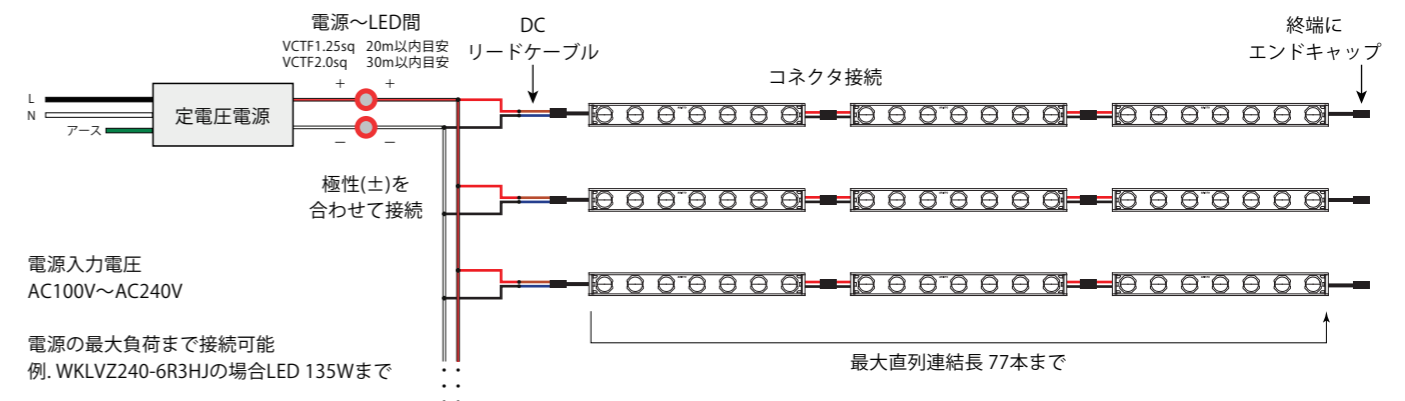 電源～LED間
VCTF1.25sq 20m以内目安
VCTF2.0sq 30m以内目安
＋ ＋
－ －
DC
リードケーブル
コネクタ接続
終端に
エンドキャップ
L
N
アース
定電圧電源
極性(±)を
合わせて接続
電源入力電圧
AC100V～AC240V
電源の最大負荷まで接続可能
例. WKLVZ240-6R3HJの場合LED 135Wまで
最大直列連結長 77本まで